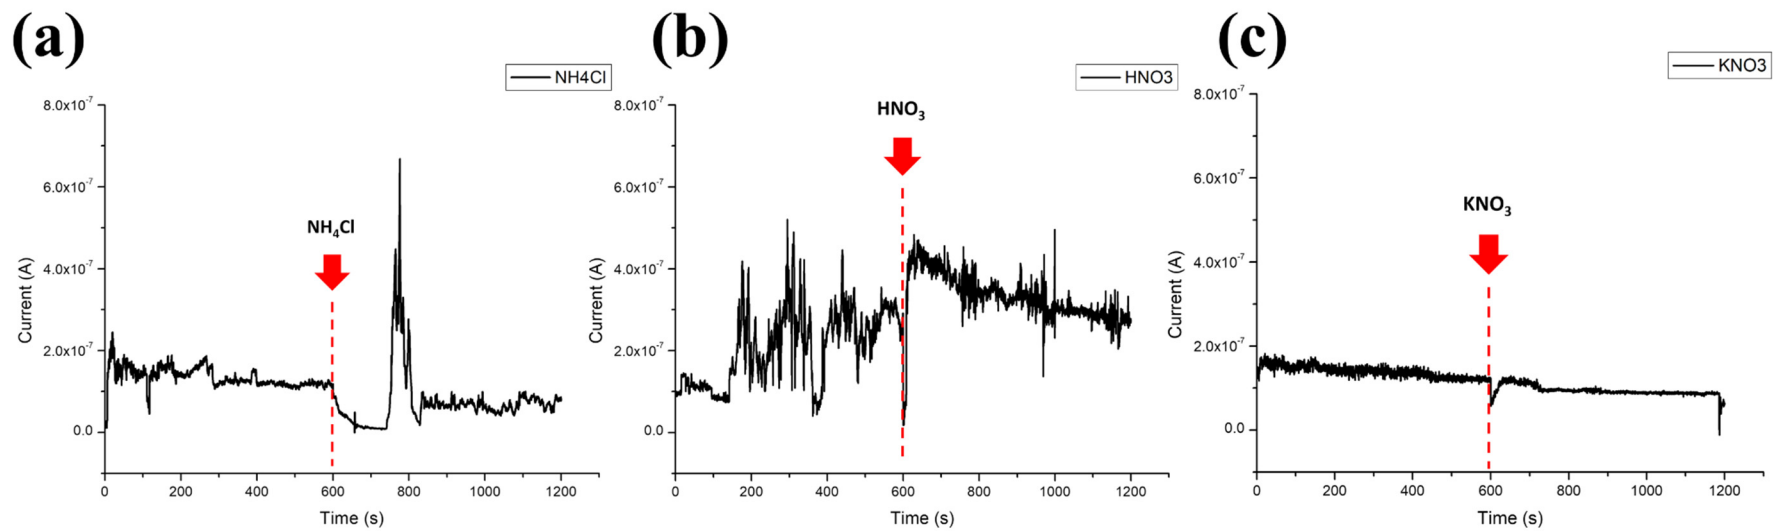 (a)
NH4Cl
8.0x10⁻⁷
6.0x10⁻⁷
4.0x10⁻⁷
2.0x10⁻⁷
0.0
Current (A)
NH₄Cl
0 200 400 600 800 1000 1200
Time (s)
(b)
HNO3
8.0x10⁻⁷
6.0x10⁻⁷
4.0x10⁻⁷
2.0x10⁻⁷
0.0
Current (A)
HNO₃
0 200 400 600 800 1000 1200
Time (s)
(c)
KNO3
8.0x10⁻⁷
6.0x10⁻⁷
4.0x10⁻⁷
2.0x10⁻⁷
0.0
Current (A)
KNO₃
0 200 400 600 800 1000 1200
Time (s)